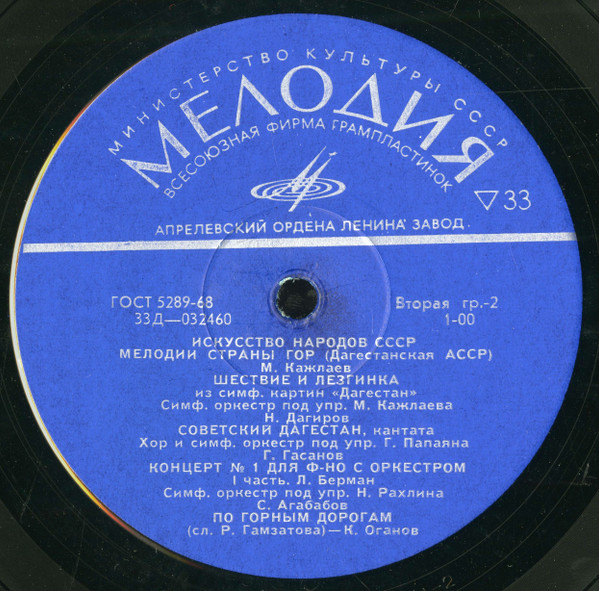 МИНИСТЕРСТВО КУЛЬТУРЫ СССР
МЕЛОДИЯ
ВСЕСОЮЗНАЯ ФИРМА ГРАМПЛАСТИНОК
▽33
АПРЕЛЕВСКИЙ ОРДЕНА ЛЕНИНА ЗАВОД
ГОСТ 5289-68 Вторая гр.-2
33Д—032460 1-00
ИСКУССТВО НАРОДОВ СССР
МЕЛОДИИ СТРАНЫ ГОР (Дагестанская АССР)
М. Кажлаев
ШЕСТВИЕ И ЛЕЗГИНКА
из симф. картин «Дагестан»
Симф. оркестр под упр. М. Кажлаева
Н. Дагиров
СОВЕТСКИЙ ДАГЕСТАН, кантата
Хор и симф. оркестр под упр. Г. Папаяна
Г. Гасанов
КОНЦЕРТ № 1 ДЛЯ Ф-НО С ОРКЕСТРОМ
I часть. Л. Берман
Симф. оркестр под упр. Н. Рахлина
С. Агабабов
ПО ГОРНЫМ ДОРОГАМ
(сл. Р. Гамзатова)—К. Оганов